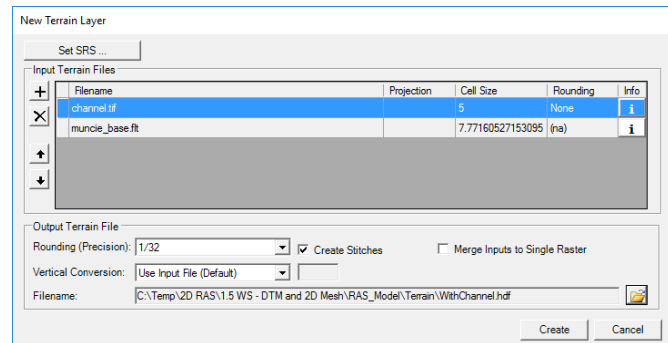 New Terrain Layer
Set SRS ...
Input Terrain Files
Filename Projection Cell Size Rounding Info
channel.tif 5 None i
muncie_base.flt 7.77160527153095 (na) i
Output Terrain File
Rounding (Precision): 1/32 Create Stitches Merge Inputs to Single Raster
Vertical Conversion: Use Input File (Default)
Filename: C:\Temp\2D RAS\1.5 WS - DTM and 2D Mesh\RAS_Model\Terrain\WithChannel.hdf
Create Cancel